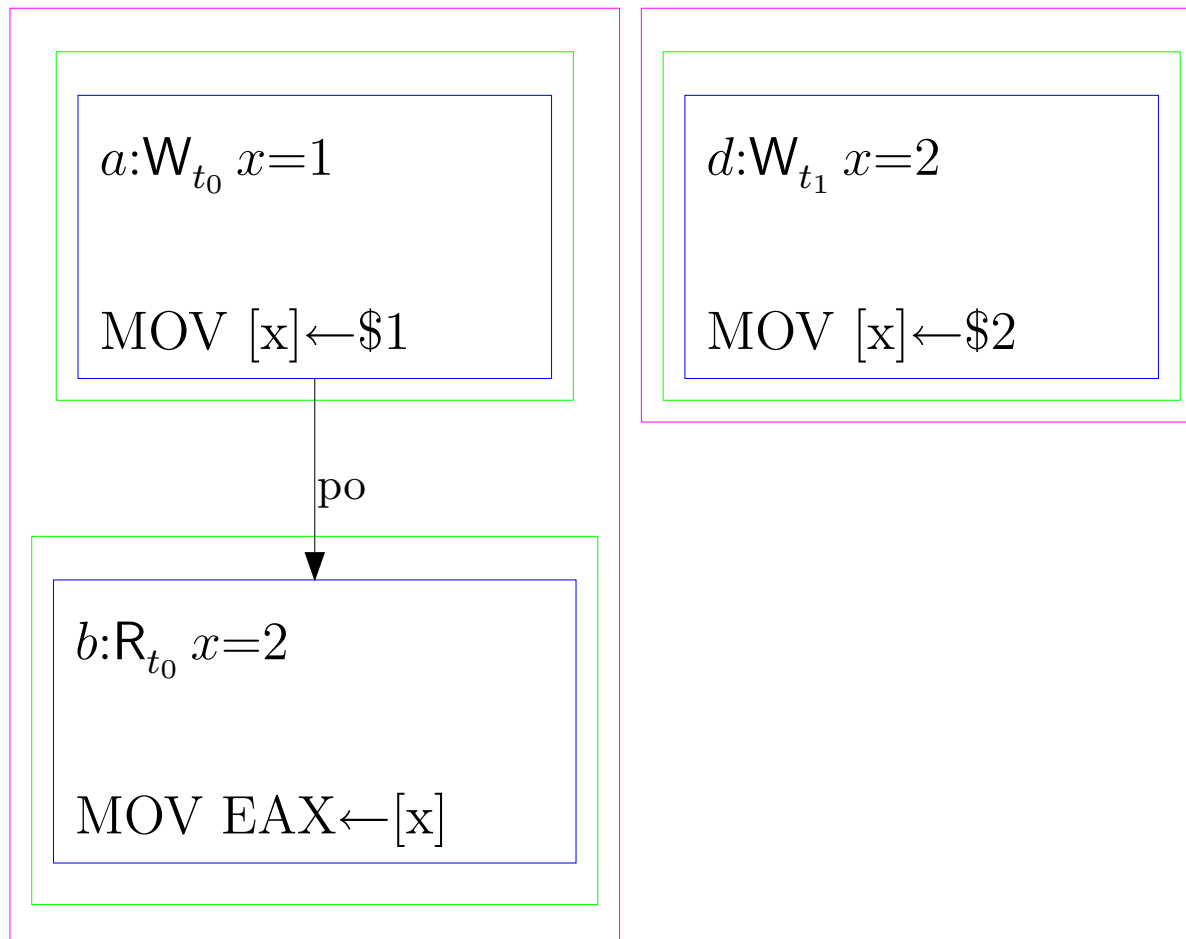 a:W_{t_0} x=1
MOV [x]←$1
po
b:R_{t_0} x=2
MOV EAX←[x]
d:W_{t_1} x=2
MOV [x]←$2